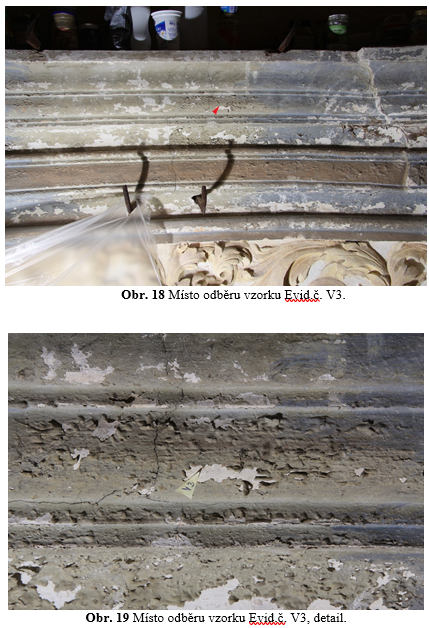 Obr. 18 Místo odběru vzorku Evid.č. V3.
Obr. 19 Místo odběru vzorku Evid.č. V3, detail.